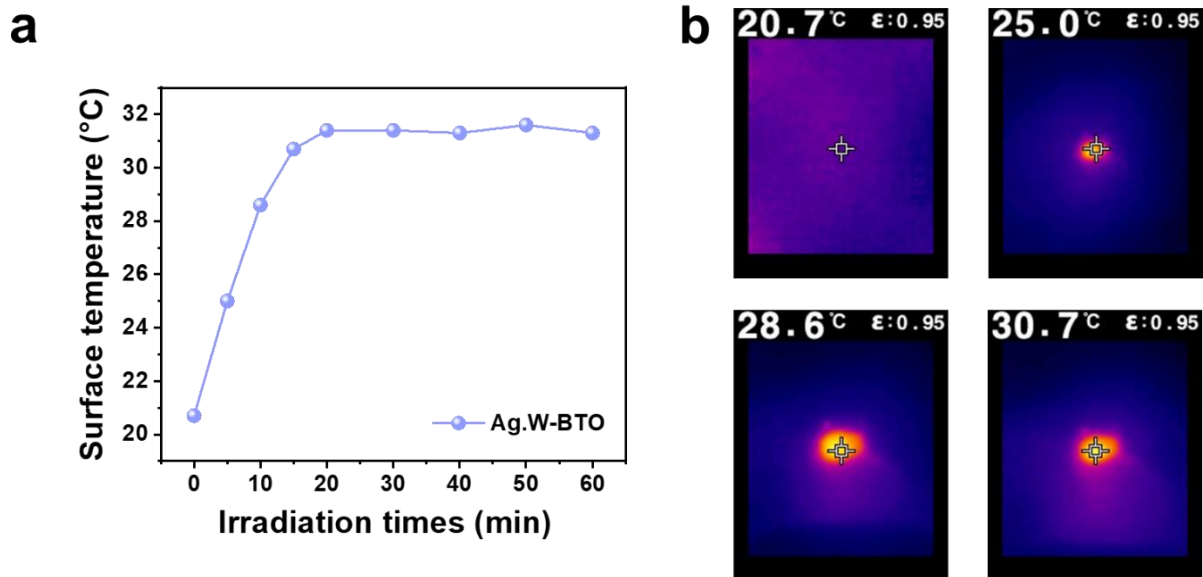 a
Surface temperature (°C)
32
30
28
26
24
22
20
0 10 20 30 40 50 60
Irradiation times (min)
Ag.W-BTO
b
20.7°C ε:0.95
25.0°C ε:0.95
28.6°C ε:0.95
30.7°C ε:0.95